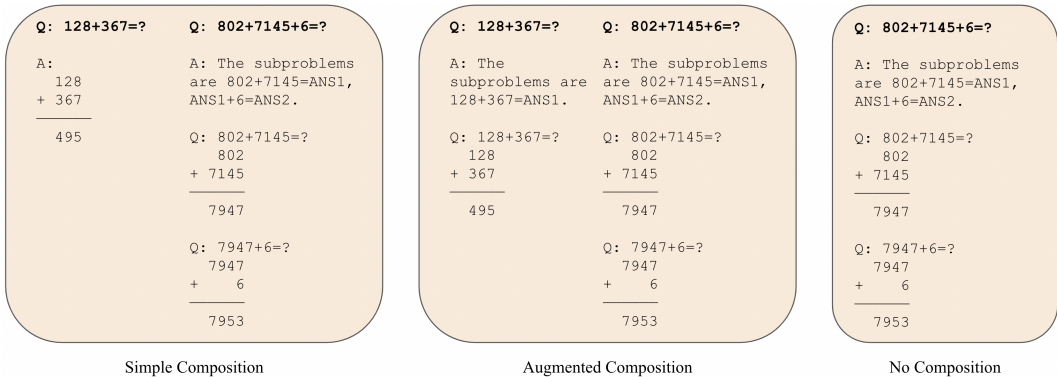 Q: 128+367=?
A:
128
+ 367
495
Q: 802+7145+6=?
A: The subproblems
are 802+7145=ANS1,
ANS1+6=ANS2.
Q: 802+7145=?
802
+ 7145
7947
Q: 7947+6=?
7947
+ 6
7953
Simple Composition
Q: 128+367=?
A: The
subproblems are
128+367=ANS1.
Q: 128+367=?
128
+ 367
495
Q: 802+7145+6=?
A: The subproblems
are 802+7145=ANS1,
ANS1+6=ANS2.
Q: 802+7145=?
802
+ 7145
7947
Q: 7947+6=?
7947
+ 6
7953
Augmented Composition
Q: 802+7145+6=?
A: The subproblems
are 802+7145=ANS1,
ANS1+6=ANS2.
Q: 802+7145=?
802
+ 7145
7947
Q: 7947+6=?
7947
+ 6
7953
No Composition